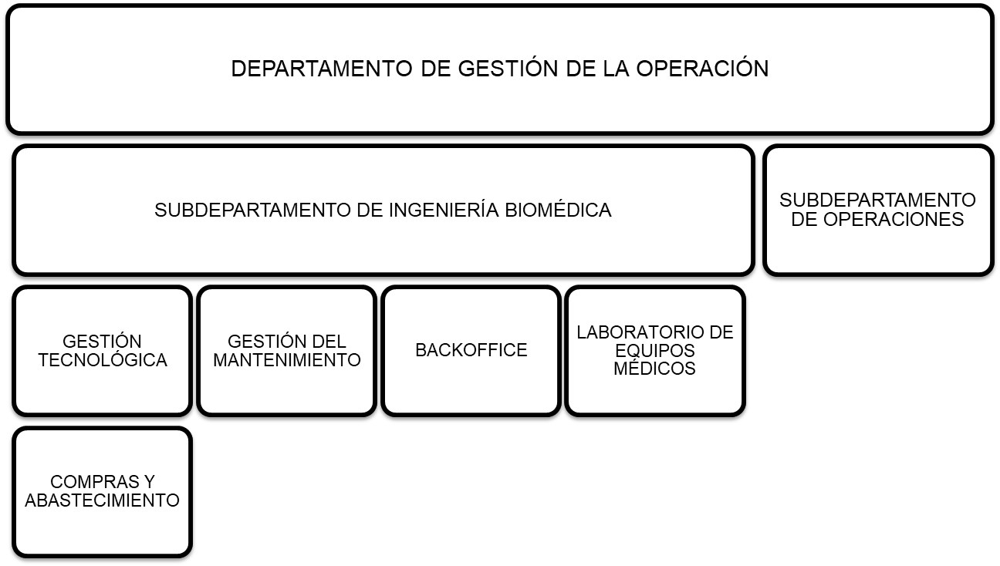 DEPARTAMENTO DE GESTIÓN DE LA OPERACIÓN
SUBDEPARTAMENTO DE INGENIERÍA BIOMÉDICA
SUBDEPARTAMENTO
DE OPERACIONES
GESTIÓN
TECNOLÓGICA
GESTIÓN DEL
MANTENIMIENTO
BACKOFFICE
LABORATORIO DE
EQUIPOS
MÉDICOS
COMPRAS Y
ABASTECIMIENTO